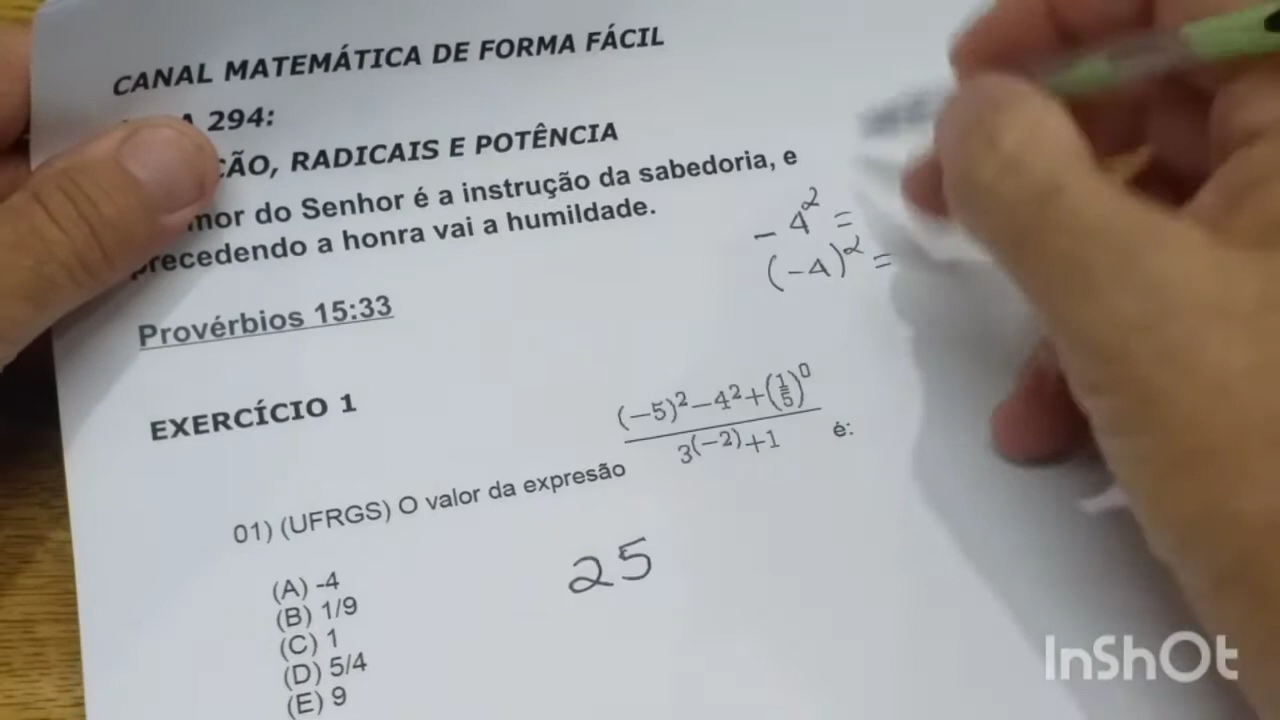 CANAL MATEMÁTICA DE FORMA FÁCIL
294:
RADICAIS E POTÊNCIA
do Senhor é a instrução da sabedoria, e
precedendo a honra vai a humildade.
Provérbios 15:33
-4² =
(-4)² =
EXERCÍCIO 1
(−5)²−4²+(1/5)⁰
3(−2)+1
01) (UFRGS) O valor da expresão é:
25
(A) -4
(B) 1/9
(C) 1
(D) 5/4
(E) 9
InShOt